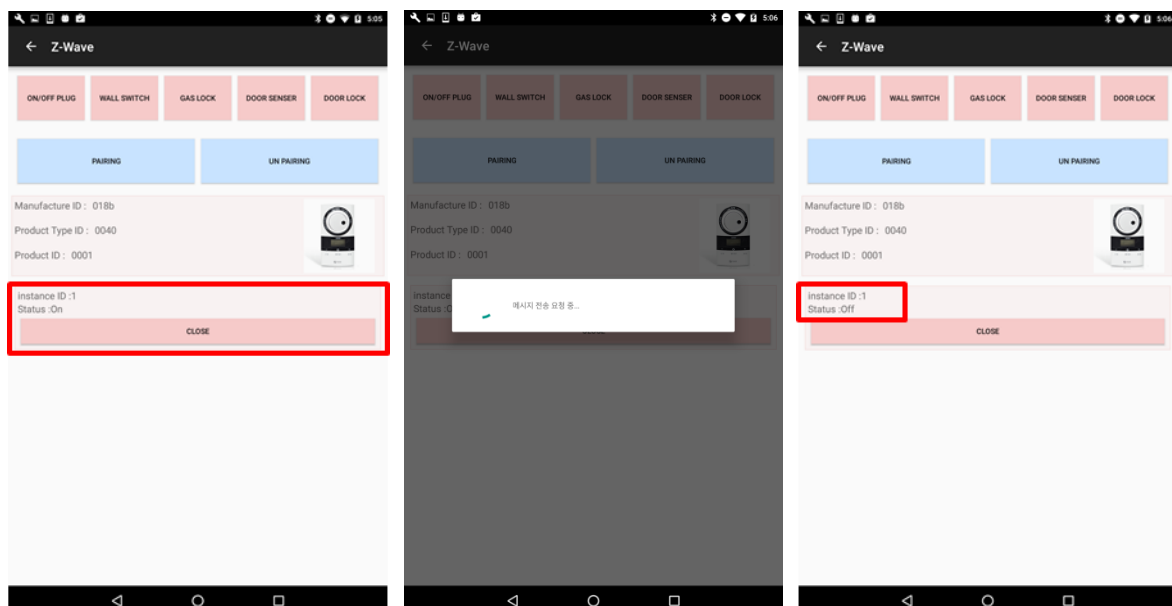 5:05
Z-Wave
ON/OFF PLUG
WALL SWITCH
GAS LOCK
DOOR SENSER
DOOR LOCK
PAIRING
UN PAIRING
Manufacture ID : 018b
Product Type ID : 0040
Product ID : 0001
instance ID :1
Status :On
CLOSE
5:06
Z-Wave
ON/OFF PLUG
WALL SWITCH
GAS LOCK
DOOR SENSER
DOOR LOCK
PAIRING
UN PAIRING
Manufacture ID : 018b
Product Type ID : 0040
Product ID : 0001
instance
Status :O
메시지 전송 요청 중...
5:06
Z-Wave
ON/OFF PLUG
WALL SWITCH
GAS LOCK
DOOR SENSER
DOOR LOCK
PAIRING
UN PAIRING
Manufacture ID : 018b
Product Type ID : 0040
Product ID : 0001
instance ID :1
Status :Off
CLOSE